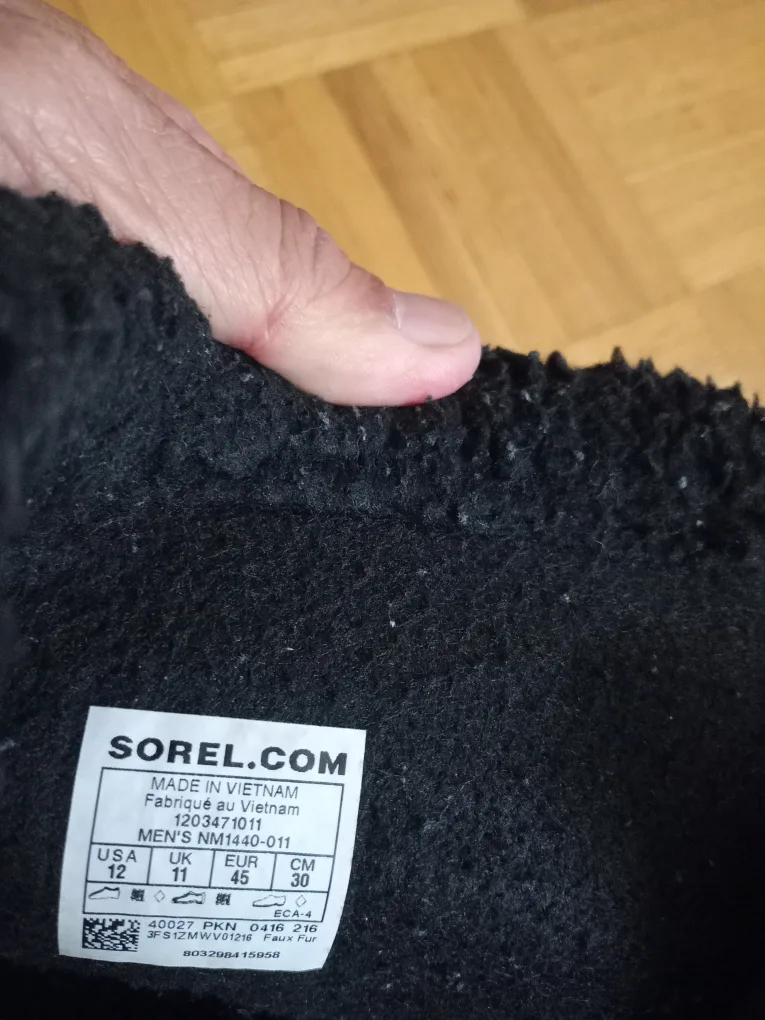 SOREL.COM
MADE IN VIETNAM
Fabriqué au Vietnam
1203471011
MEN'S NM1440-011
USA UK EUR CM
12 11 45 30
ECA-4
40027 PKN 0416 216
3FS1ZMWV01216 Faux Fur
803298415958